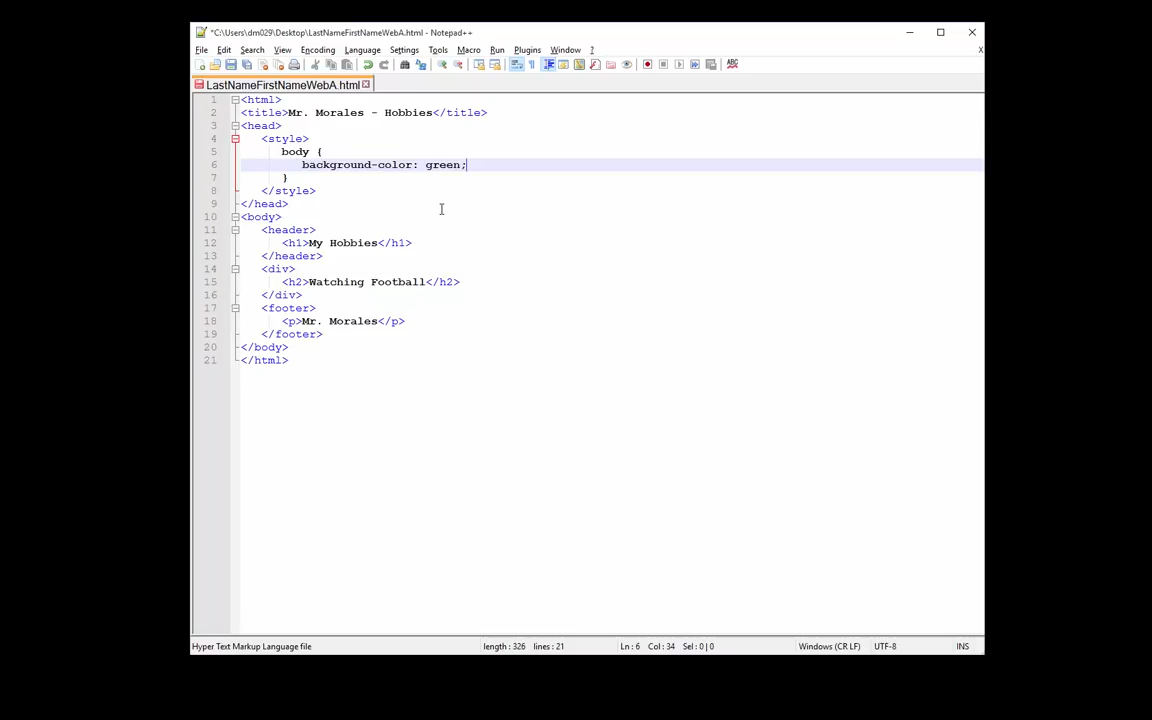 *C:\Users\dm029\Desktop\LastNameFirstNameWebA.html - Notepad++
File Edit Search View Encoding Language Settings Tools Macro Run Plugins Window ? X
ABC
LastNameFirstNameWebA.html
1 <html>
2 <title>Mr. Morales - Hobbies</title>
3 <head>
4 <style>
5 body {
6 background-color: green;
7 }
8 </style>
9 </head>
10 <body>
11 <header>
12 <h1>My Hobbies</h1>
13 </header>
14 <div>
15 <h2>Watching Football</h2>
16 </div>
17 <footer>
18 <p>Mr. Morales</p>
19 </footer>
20 </body>
21 </html>
Hyper Text Markup Language file length : 326 lines : 21 Ln : 6 Col : 34 Sel : 0 | 0 Windows (CR LF) UTF-8 INS